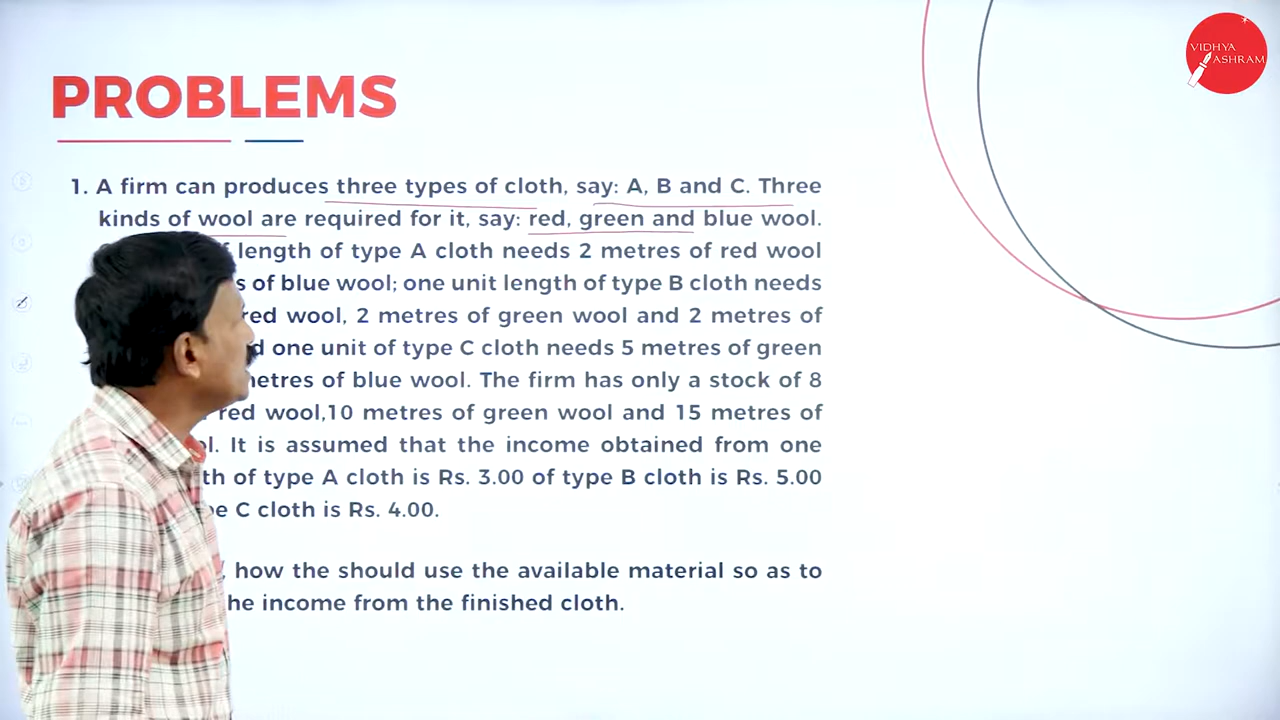 VIDHYA
ASHRAM
PROBLEMS
1. A firm can produces three types of cloth, say: A, B and C. Three
kinds of wool are required for it, say: red, green and blue wool.
length of type A cloth needs 2 metres of red wool
of blue wool; one unit length of type B cloth needs
red wool, 2 metres of green wool and 2 metres of
one unit of type C cloth needs 5 metres of green
metres of blue wool. The firm has only a stock of 8
red wool,10 metres of green wool and 15 metres of
It is assumed that the income obtained from one
of type A cloth is Rs. 3.00 of type B cloth is Rs. 5.00
C cloth is Rs. 4.00.
how the should use the available material so as to
income from the finished cloth.